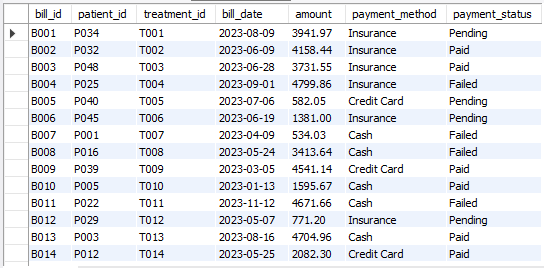 bill_id patient_id treatment_id bill_date amount payment_method payment_status
B001 P034 T001 2023-08-09 3941.97 Insurance Pending
B002 P032 T002 2023-06-09 4158.44 Insurance Paid
B003 P048 T003 2023-06-28 3731.55 Insurance Paid
B004 P025 T004 2023-09-01 4799.86 Insurance Failed
B005 P040 T005 2023-07-06 582.05 Credit Card Pending
B006 P045 T006 2023-06-19 1381.00 Insurance Pending
B007 P001 T007 2023-04-09 534.03 Cash Failed
B008 P016 T008 2023-05-24 3413.64 Cash Failed
B009 P039 T009 2023-03-05 4541.14 Credit Card Paid
B010 P005 T010 2023-01-13 1595.67 Cash Paid
B011 P022 T011 2023-11-12 4671.66 Cash Failed
B012 P029 T012 2023-05-07 771.20 Insurance Pending
B013 P003 T013 2023-08-16 4704.96 Cash Paid
B014 P012 T014 2023-05-25 2082.30 Credit Card Paid